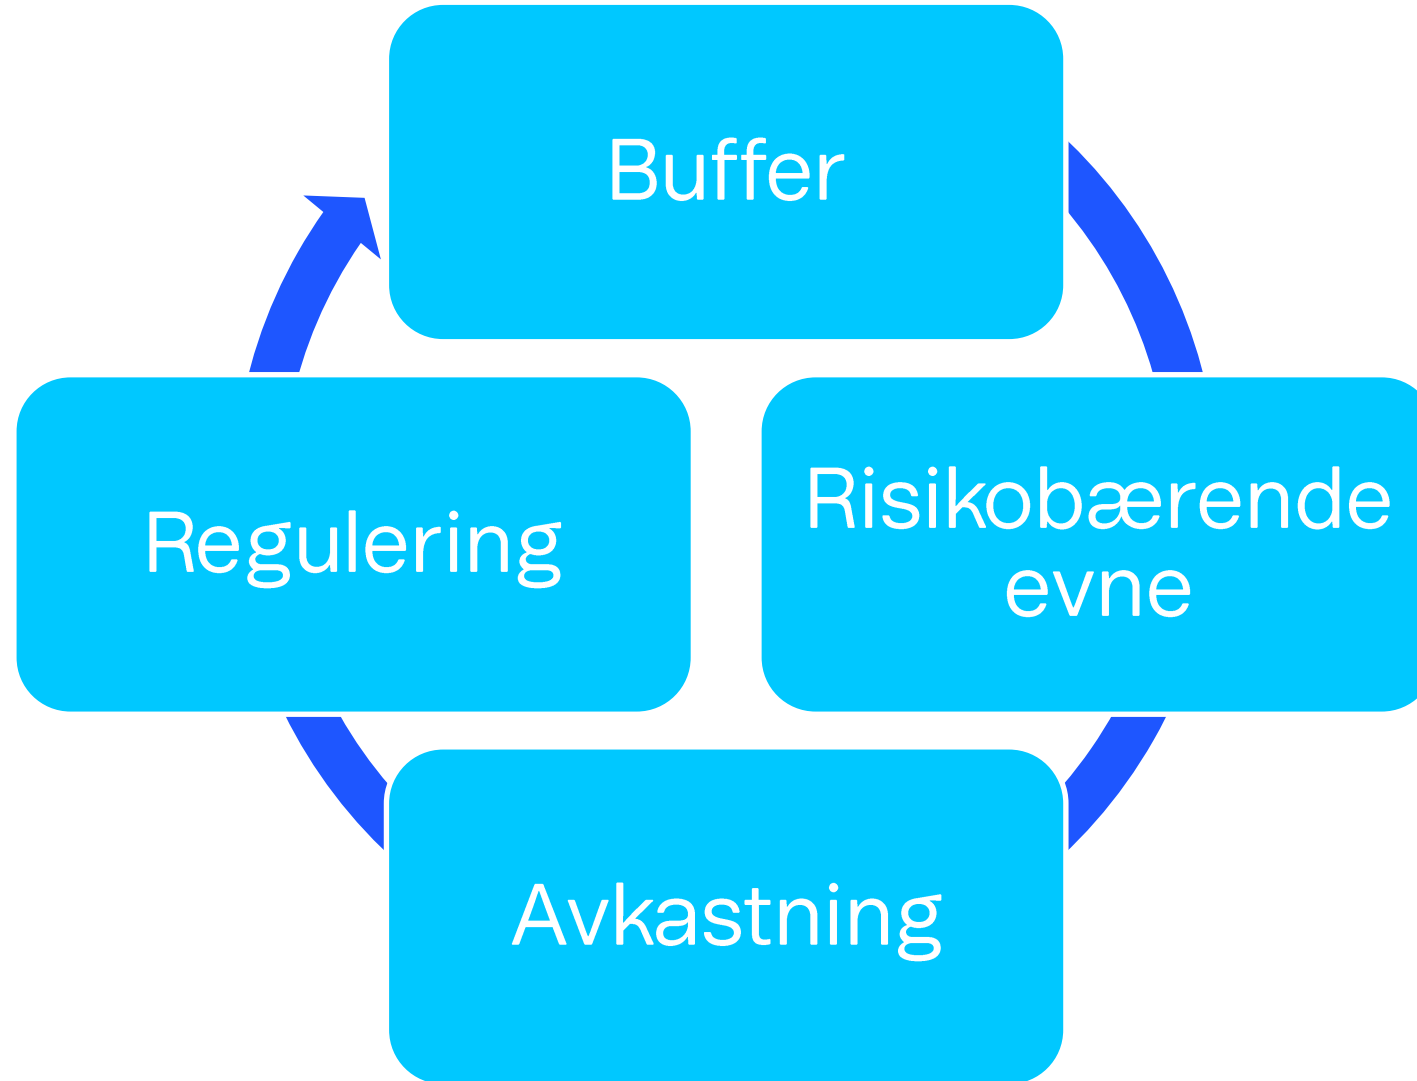 Buffer
Regulering
Risikobærende
evne
Avkastning